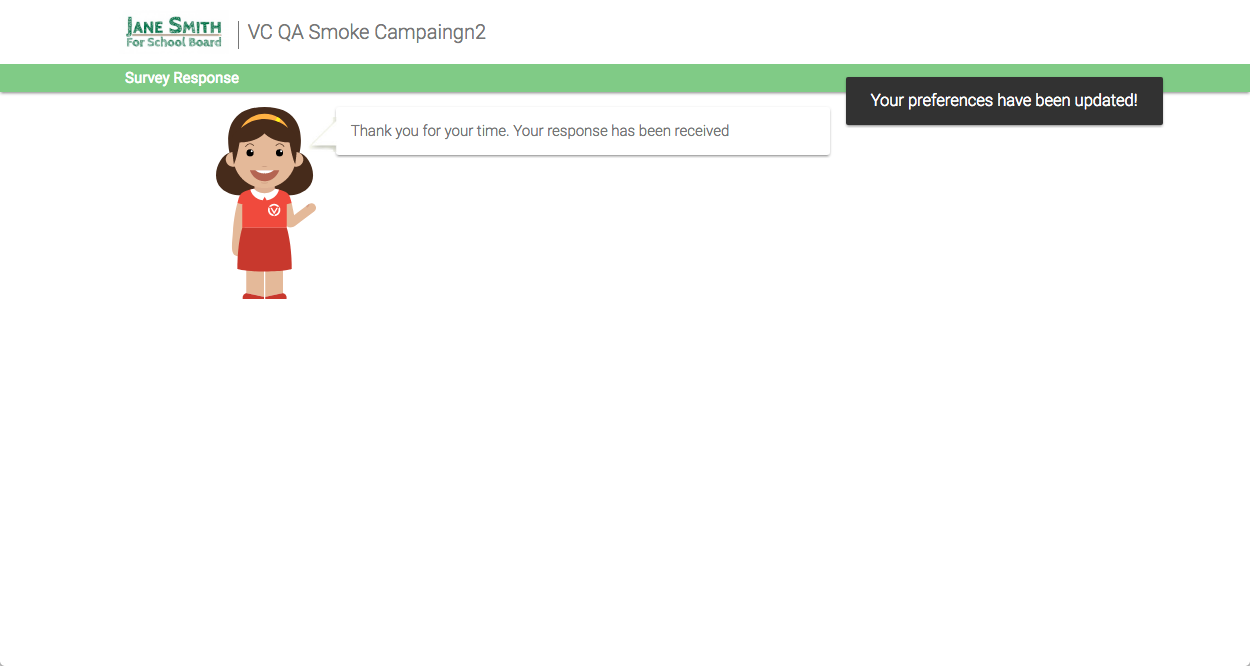 JANE SMITH
For School Board
VC QA Smoke Campaingn2
Survey Response
Your preferences have been updated!
Thank you for your time. Your response has been received
V